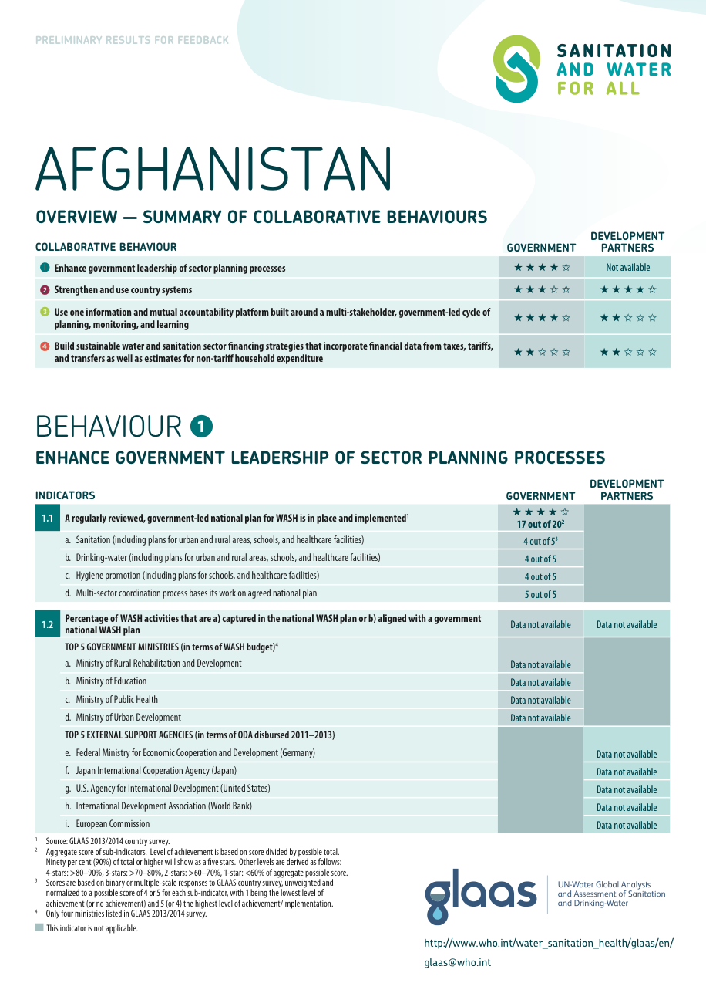 PRELIMINARY RESULTS FOR FEEDBACK
SANITATION
AND WATER
FOR ALL
AFGHANISTAN
OVERVIEW — SUMMARY OF COLLABORATIVE BEHAVIOURS
COLLABORATIVE BEHAVIOUR GOVERNMENT DEVELOPMENT PARTNERS
1 Enhance government leadership of sector planning processes ★ ★ ★ ★ ☆ Not available
2 Strengthen and use country systems ★ ★ ★ ☆ ☆ ★ ★ ★ ★ ☆
3 Use one information and mutual accountability platform built around a multi-stakeholder, government-led cycle of
planning, monitoring, and learning ★ ★ ★ ★ ☆ ★ ★ ☆ ☆ ☆
4 Build sustainable water and sanitation sector financing strategies that incorporate financial data from taxes, tariffs,
and transfers as well as estimates for non-tariff household expenditure ★ ★ ☆ ☆ ☆ ★ ★ ☆ ☆ ☆
BEHAVIOUR 1
ENHANCE GOVERNMENT LEADERSHIP OF SECTOR PLANNING PROCESSES
INDICATORS GOVERNMENT DEVELOPMENT PARTNERS
1.1 A regularly reviewed, government-led national plan for WASH is in place and implemented¹ ★ ★ ★ ★ ☆
17 out of 20²
a. Sanitation (including plans for urban and rural areas, schools, and healthcare facilities) 4 out of 5³
b. Drinking-water (including plans for urban and rural areas, schools, and healthcare facilities) 4 out of 5
c. Hygiene promotion (including plans for schools, and healthcare facilities) 4 out of 5
d. Multi-sector coordination process bases its work on agreed national plan 5 out of 5
1.2 Percentage of WASH activities that are a) captured in the national WASH plan or b) aligned with a government
national WASH plan Data not available Data not available
TOP 5 GOVERNMENT MINISTRIES (in terms of WASH budget)⁴
a. Ministry of Rural Rehabilitation and Development Data not available
b. Ministry of Education Data not available
c. Ministry of Public Health Data not available
d. Ministry of Urban Development Data not available
TOP 5 EXTERNAL SUPPORT AGENCIES (in terms of ODA disbursed 2011–2013)
e. Federal Ministry for Economic Cooperation and Development (Germany) Data not available
f. Japan International Cooperation Agency (Japan) Data not available
g. U.S. Agency for International Development (United States) Data not available
h. International Development Association (World Bank) Data not available
i. European Commission Data not available
¹ Source: GLAAS 2013/2014 country survey.
² Aggregate score of sub-indicators. Level of achievement is based on score divided by possible total.
Ninety per cent (90%) of total or higher will show as a five stars. Other levels are derived as follows:
4-stars: >80–90%, 3-stars: >70–80%, 2-stars: >60–70%, 1-star: <60% of aggregate possible score.
³ Scores are based on binary or multiple-scale responses to GLAAS country survey, unweighted and
normalized to a possible score of 4 or 5 for each sub-indicator, with 1 being the lowest level of
achievement (or no achievement) and 5 (or 4) the highest level of achievement/implementation.
⁴ Only four ministries listed in GLAAS 2013/2014 survey.
This indicator is not applicable.
glaas
UN-Water Global Analysis
and Assessment of Sanitation
and Drinking-Water
http://www.who.int/water_sanitation_health/glaas/en/
glaas@who.int